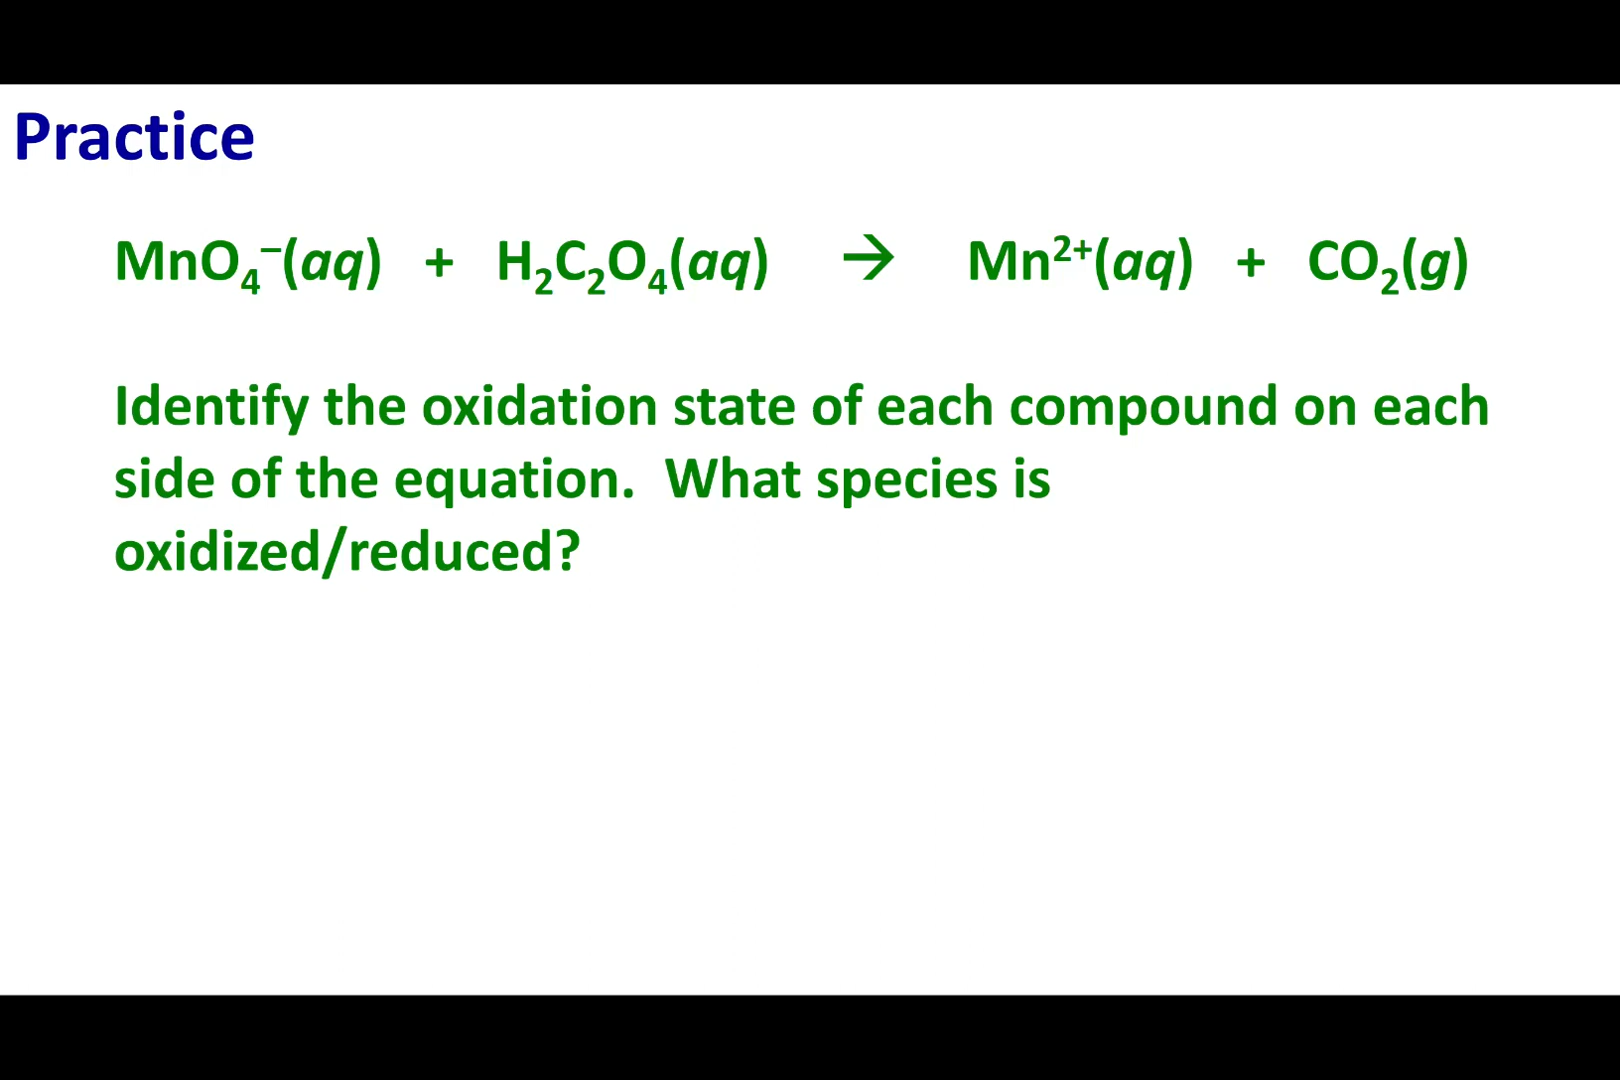 Practice
MnO₄⁻(aq) + H₂C₂O₄(aq) → Mn²⁺(aq) + CO₂(g)
Identify the oxidation state of each compound on each
side of the equation. What species is
oxidized/reduced?